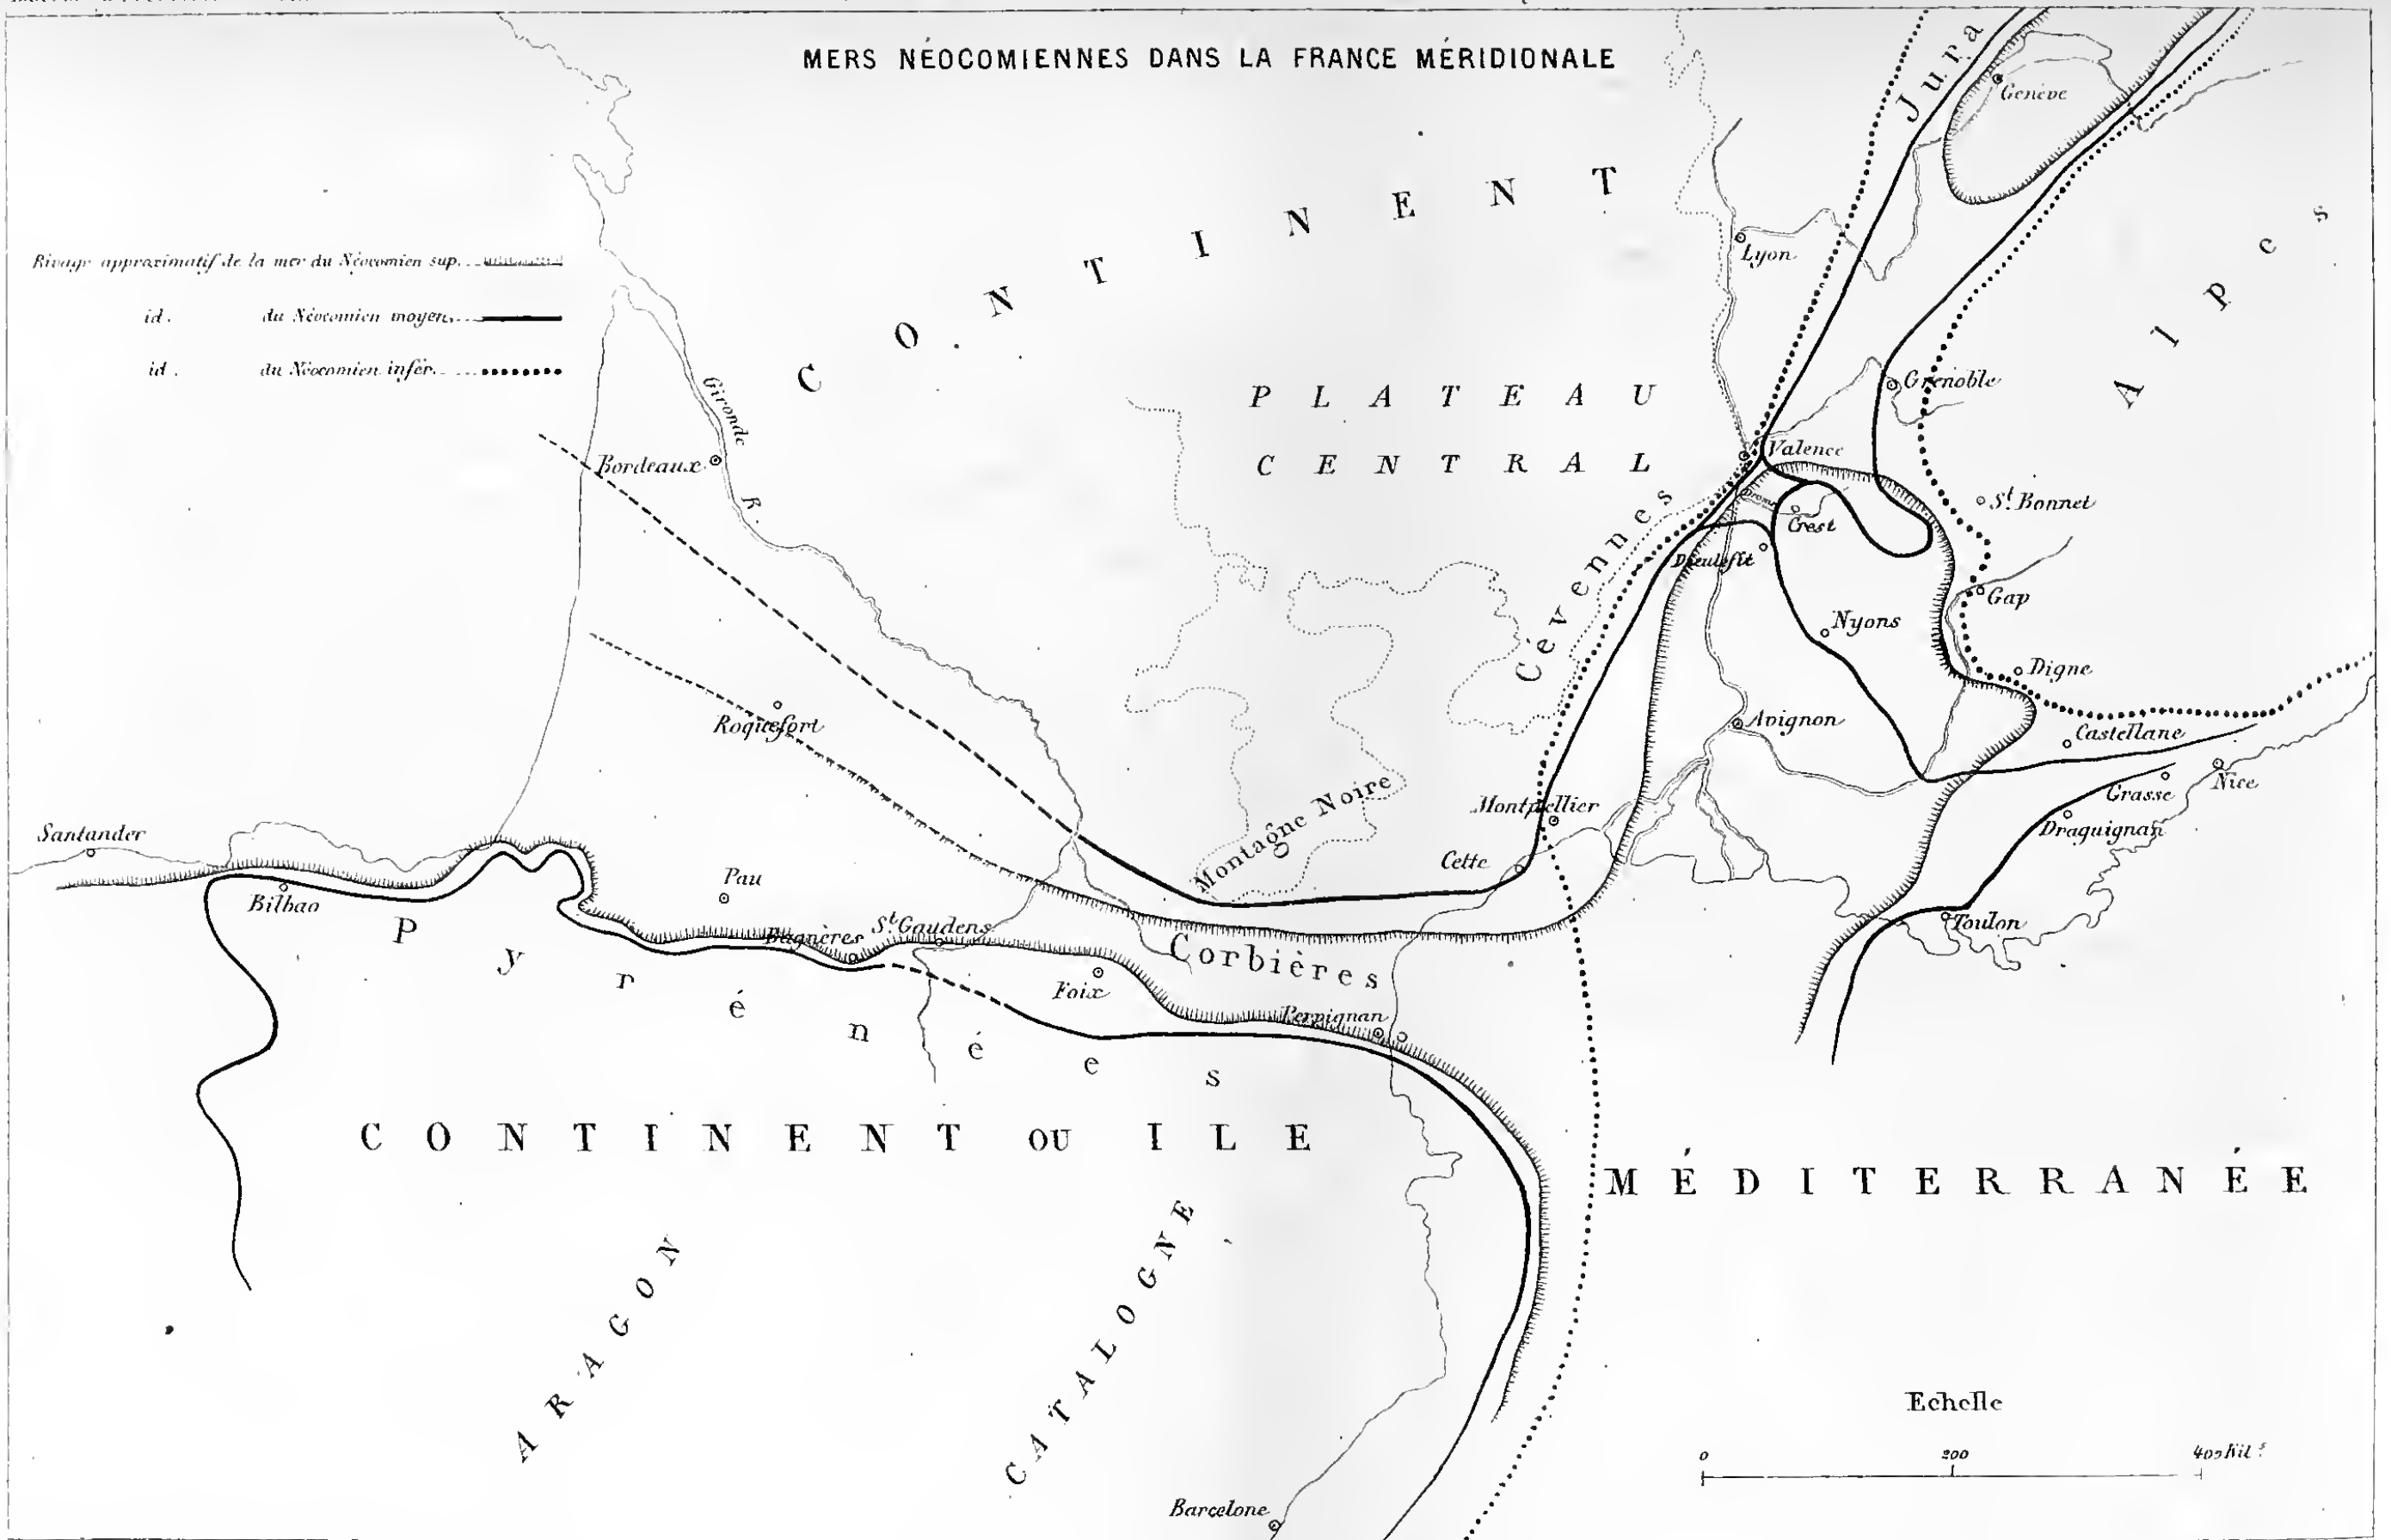 MERS NÉOCOMIENNES DANS LA FRANCE MÉRIDIONALE
Rivage approximatif de la mer du Néocomien sup.
id. du Néocomien moyen
id. du Néocomien infér.
CONTINENT
PLATEAU
CENTRAL
Jura
Genève
Alpes
Lyon
Grenoble
Valence
Drome
Crest
Dieulefit
St. Bonnet
Gap
Nyons
Digne
Cévennes
Avignon
Castellane
Nice
Grasse
Draguignan
Toulon
Gironde R.
Bordeaux
Roquefort
Montagne Noire
Montpellier
Cette
Santander
Bilbao
Pau
Bagnères
St. Gaudens
Foix
Corbières
Perpignan
Pyrénées
CONTINENT OU ILE
MÉDITERRANÉE
ARAGON
CATALOGNE
Barcelone
Echelle
0 200 400 Kil.s